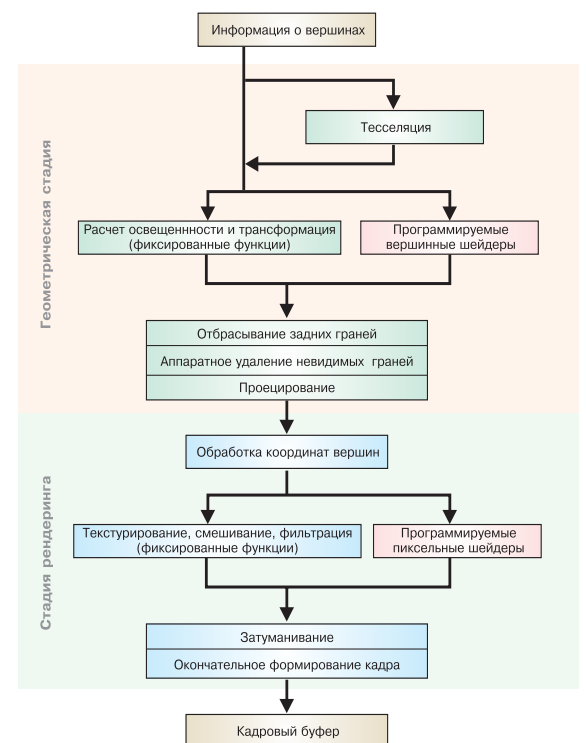 Информация о вершинах
Геометрическая стадия
Тесселяция
Расчет освещеннности и трансформация
(фиксированные функции)
Программируемые
вершинные шейдеры
Отбрасывание задних граней
Аппаратное удаление невидимых граней
Проецирование
Стадия рендеринга
Обработка координат вершин
Текстурирование, смешивание, фильтрация
(фиксированные функции)
Программируемые
пиксельные шейдеры
Затуманивание
Окончательное формирование кадра
Кадровый буфер